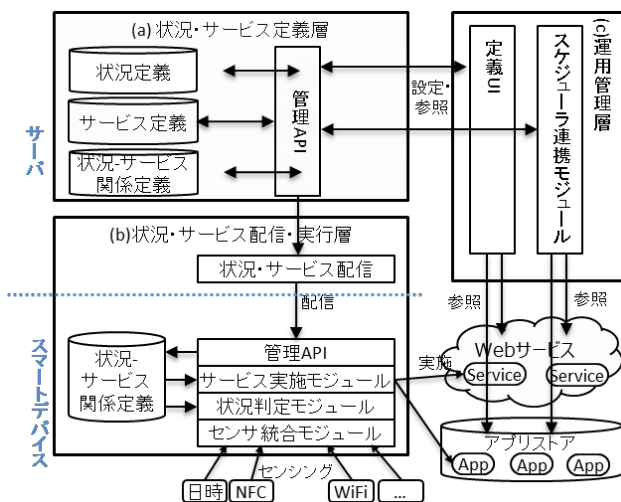 (a) 状況・サービス定義層
状況定義
サービス定義
状況-サービス
関係定義
管理API
設定・
参照
定義UI
スケジューラ連携モジュール
(c)運用管理層
サーバ
(b)状況・サービス配信・実行層
状況・サービス配信
配信
スマートデバイス
状況-
サービス
関係定義
管理API
サービス実施モジュール
状況判定モジュール
センサ統合モジュール
センシング
日時
NFC
WiFi
...
実施
参照
参照
Webサービス
Service
Service
アプリストア
App
App
App